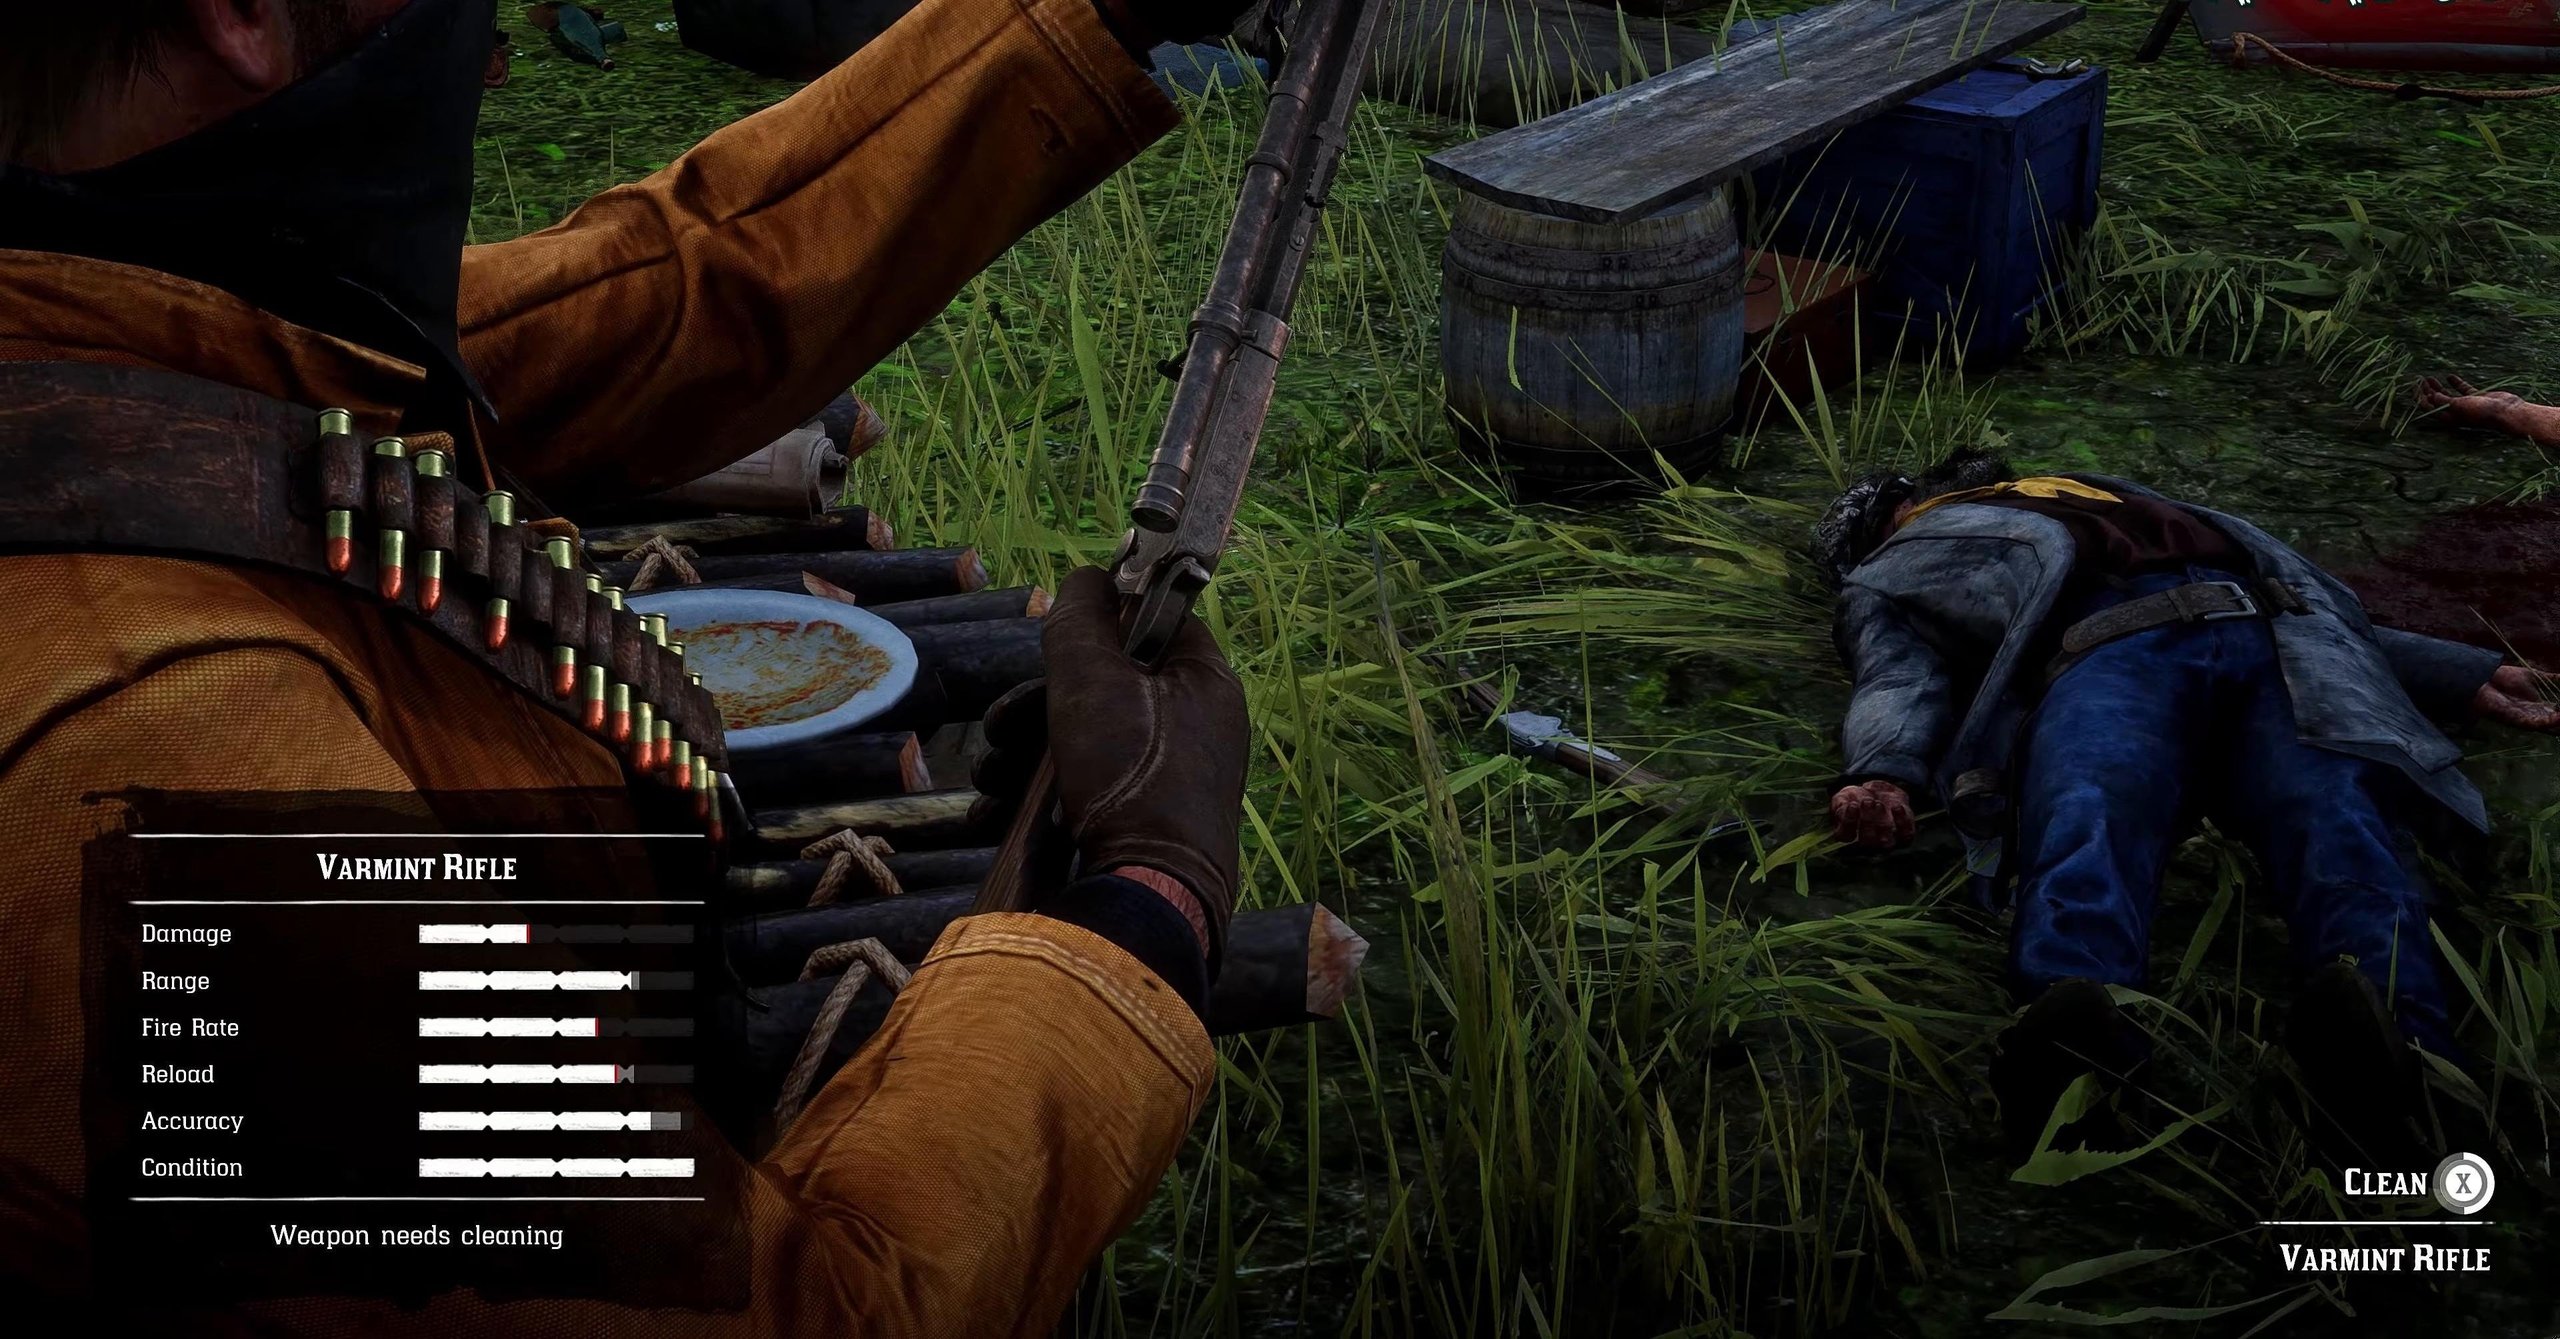 VARMINT RIFLE
Damage
Range
Fire Rate
Reload
Accuracy
Condition
Weapon needs cleaning
CLEAN X
VARMINT RIFLE